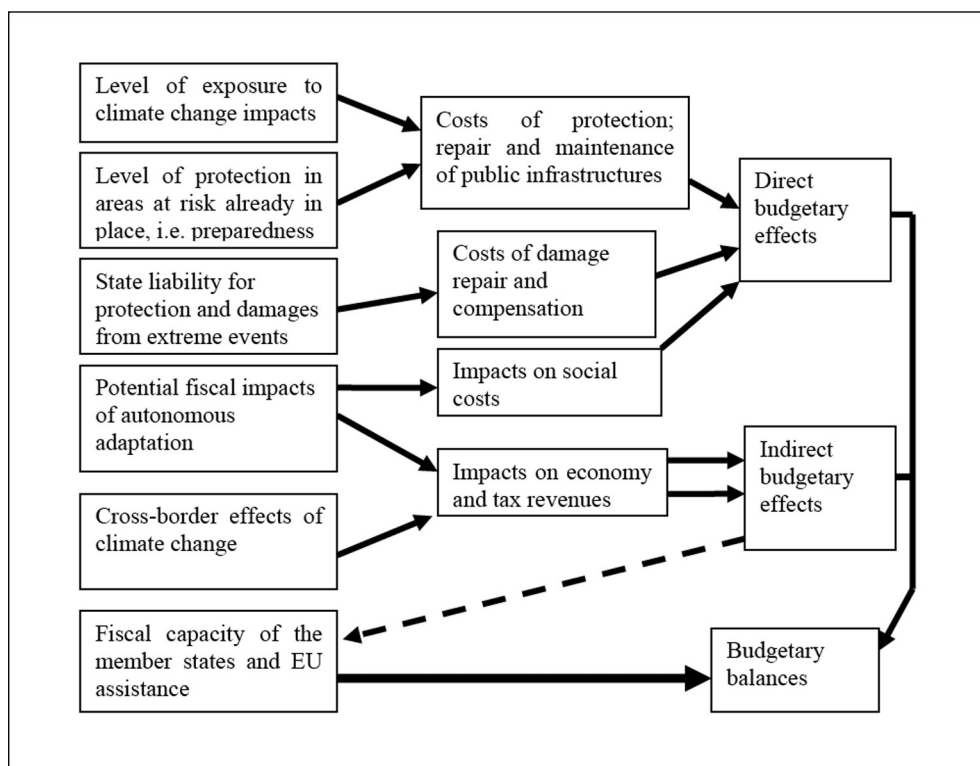 Level of exposure to
climate change impacts
Level of protection in
areas at risk already in
place, i.e. preparedness
State liability for
protection and damages
from extreme events
Potential fiscal impacts
of autonomous
adaptation
Cross-border effects of
climate change
Fiscal capacity of the
member states and EU
assistance
Costs of protection;
repair and maintenance
of public infrastructures
Costs of damage
repair and
compensation
Impacts on social
costs
Impacts on economy
and tax revenues
Direct
budgetary
effects
Indirect
budgetary
effects
Budgetary
balances